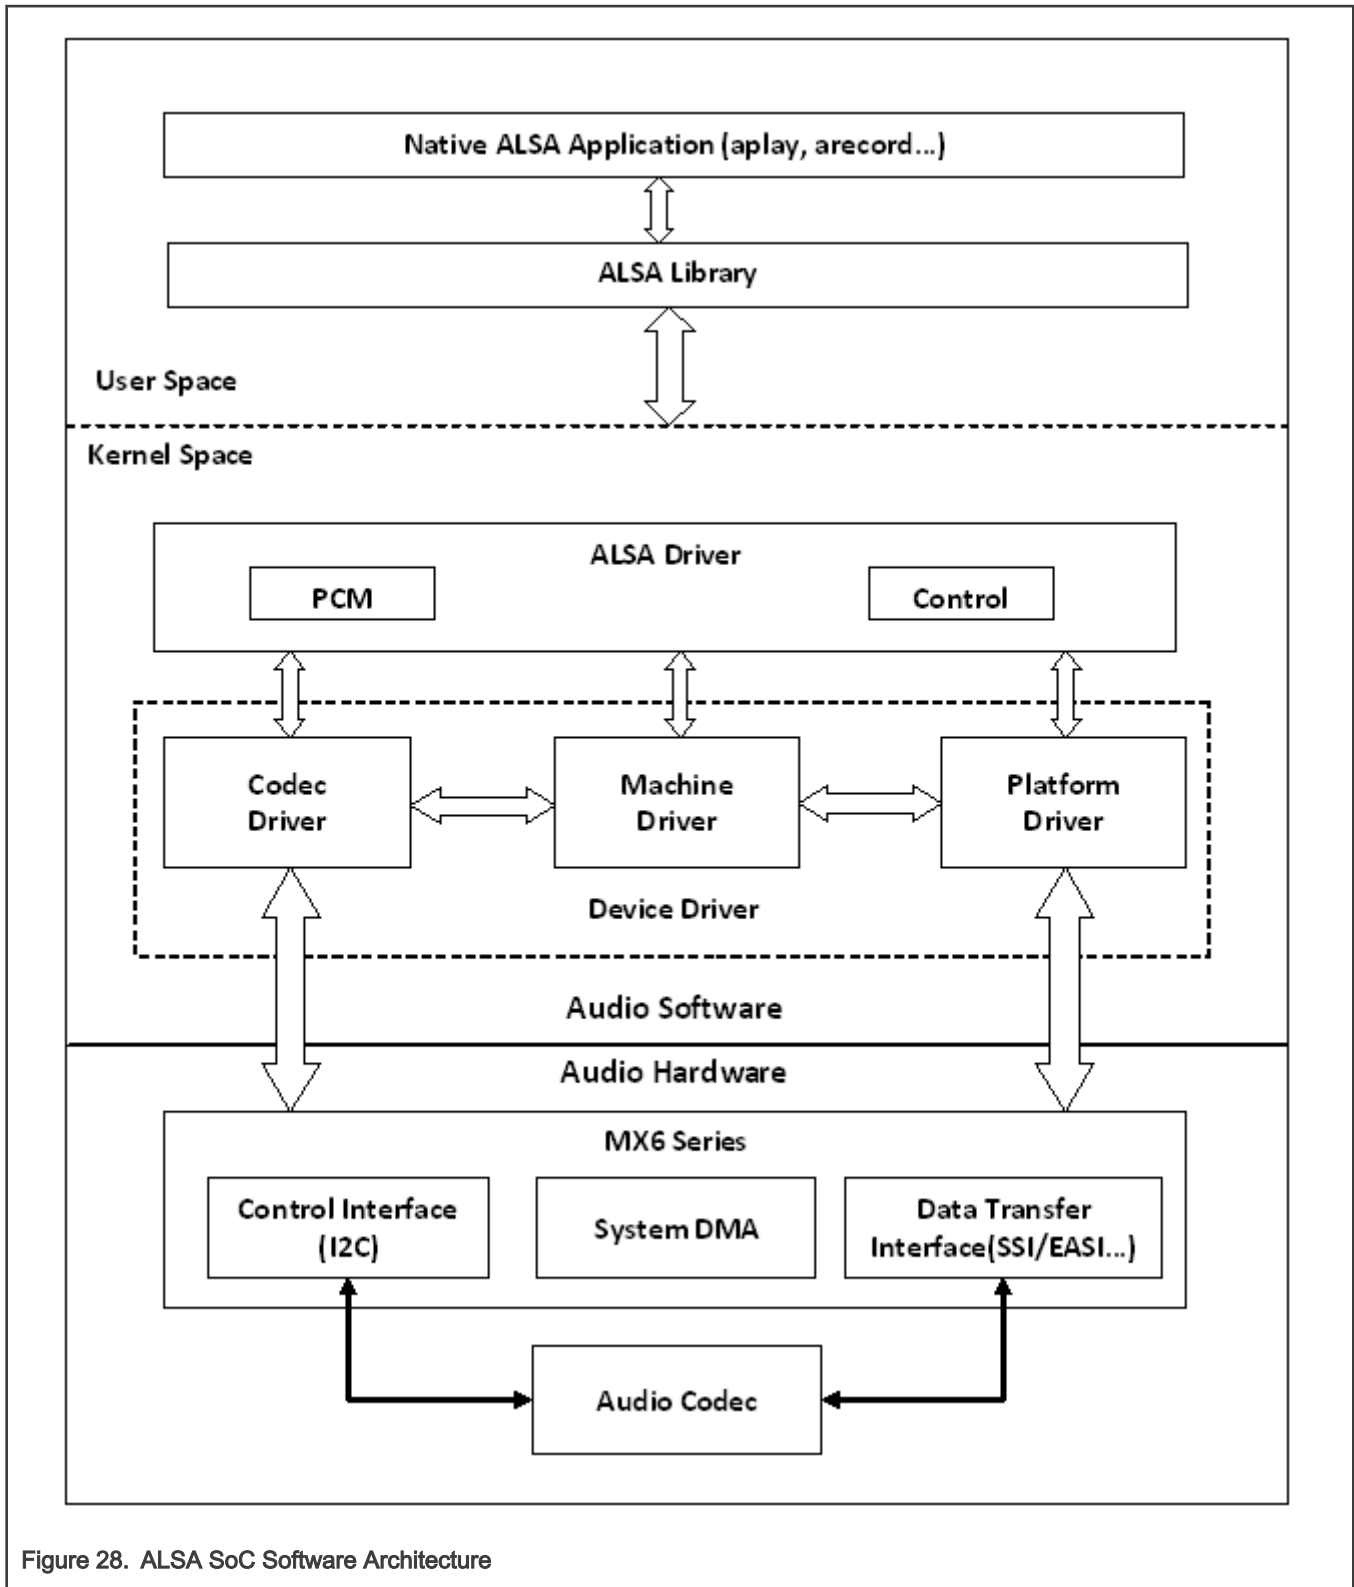 Native ALSA Application (aplay, arecord...)
ALSA Library
User Space
Kernel Space
ALSA Driver
PCM
Control
Codec
Driver
Machine
Driver
Platform
Driver
Device Driver
Audio Software
Audio Hardware
MX6 Series
Control Interface
(I2C)
System DMA
Data Transfer
Interface(SSI/EASI...)
Audio Codec
Figure 28. ALSA SoC Software Architecture